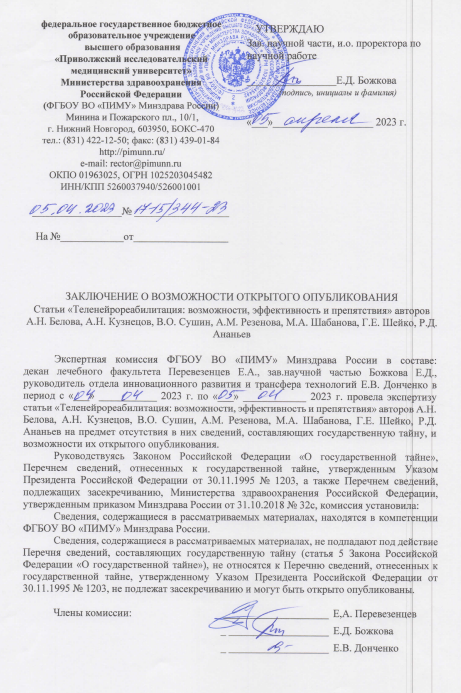 федеральное государственное бюджетное
образовательное учреждение
высшего образования
«Приволжский исследовательский
медицинский университет»
Министерства здравоохранения
Российской Федерации
(ФГБОУ ВО «ПИМУ» Минздрава России)
Минина и Пожарского пл., 10/1,
г. Нижний Новгород, 603950, БОКС-470
тел.: (831) 422-12-50; факс: (831) 439-01-84
http://pimunn.ru/
e-mail: rector@pimunn.ru
ОКПО 01963025, ОГРН 1025203045482
ИНН/КПП 5260037940/526001001
05.04.2023 № 1715/344-23
На №____________от________________
УТВЕРЖДАЮ
Зав. научной части, и.о. проректора по
научной работе
Е.Д. Божкова
(подпись, инициалы и фамилия)
«05» апреля 2023 г.
ЗАКЛЮЧЕНИЕ О ВОЗМОЖНОСТИ ОТКРЫТОГО ОПУБЛИКОВАНИЯ
Статьи «Теленейрореабилитация: возможности, эффективность и препятствия» авторов
А.Н. Белова, А.Н. Кузнецов, В.О. Сушин, А.М. Резенова, М.А. Шабанова, Г.Е. Шейко, Р.Д.
Ананьев
Экспертная комиссия ФГБОУ ВО «ПИМУ» Минздрава России в составе:
декан лечебного факультета Перевезенцев Е.А., зав.научной частью Божкова Е.Д.,
руководитель отдела инновационного развития и трансфера технологий Е.В. Донченко в
период с «04» 04 2023 г. по «05» 04 2023 г. провела экспертизу
статьи «Теленейрореабилитация: возможности, эффективность и препятствия» авторов А.Н.
Белова, А.Н. Кузнецов, В.О. Сушин, А.М. Резенова, М.А. Шабанова, Г.Е. Шейко, Р.Д.
Ананьев на предмет отсутствия в них сведений, составляющих государственную тайну, и
возможности их открытого опубликования.
Руководствуясь Законом Российской Федерации «О государственной тайне»,
Перечнем сведений, отнесенных к государственной тайне, утвержденным Указом
Президента Российской Федерации от 30.11.1995 № 1203, а также Перечнем сведений,
подлежащих засекречиванию, Министерства здравоохранения Российской Федерации,
утвержденным приказом Минздрава России от 31.10.2018 № 32с, комиссия установила:
Сведения, содержащиеся в рассматриваемых материалах, находятся в компетенции
ФГБОУ ВО «ПИМУ» Минздрава России.
Сведения, содержащиеся в рассматриваемых материалах, не подпадают под действие
Перечня сведений, составляющих государственную тайну (статья 5 Закона Российской
Федерации «О государственной тайне»), не относятся к Перечню сведений, отнесенных к
государственной тайне, утвержденному Указом Президента Российской Федерации от
30.11.1995 № 1203, не подлежат засекречиванию и могут быть открыто опубликованы.
Члены комиссии:
Е,А. Перевезенцев
Е.Д. Божкова
Е.В. Донченко